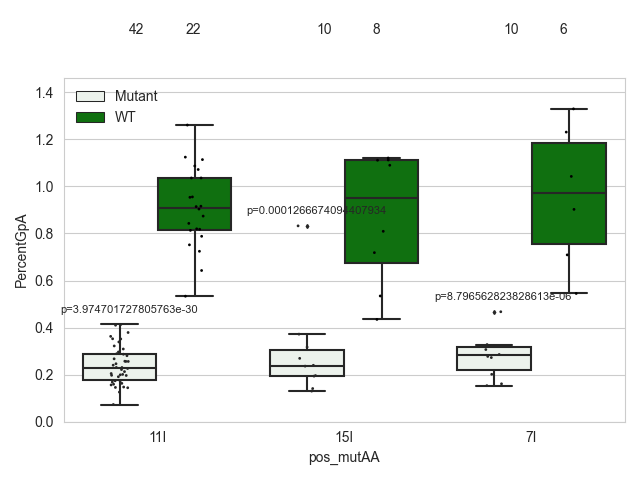 42 22 10 8 10 6
1.4
1.2
1.0
0.8
0.6
0.4
0.2
0.0
PercentGpA
Mutant
WT
p=3.974701727805763e-30
p=0.0001266674094407934
p=8.796562823828613e-06
11I 15I 7I
pos_mutAA